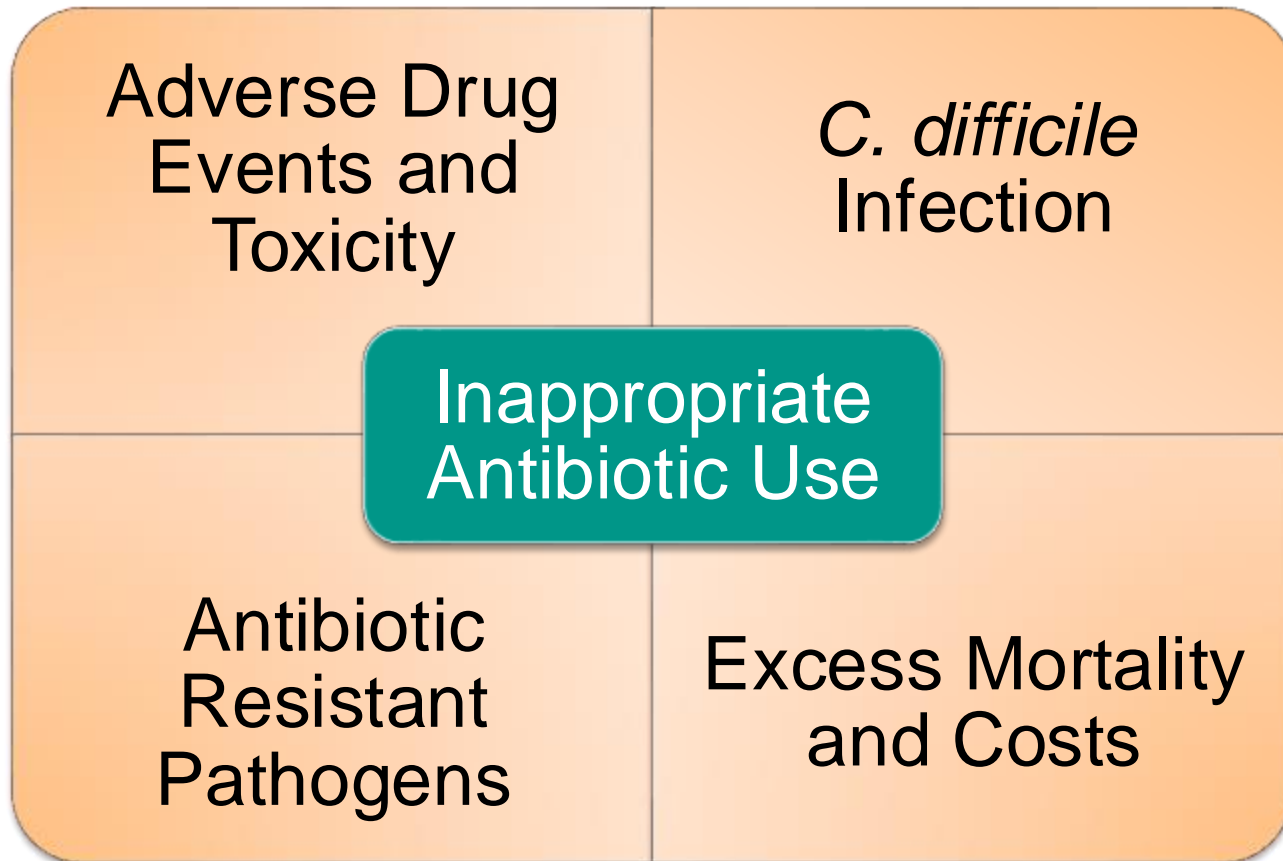 Adverse Drug
Events and
Toxicity
C. difficile
Infection
Inappropriate
Antibiotic Use
Antibiotic
Resistant
Pathogens
Excess Mortality
and Costs